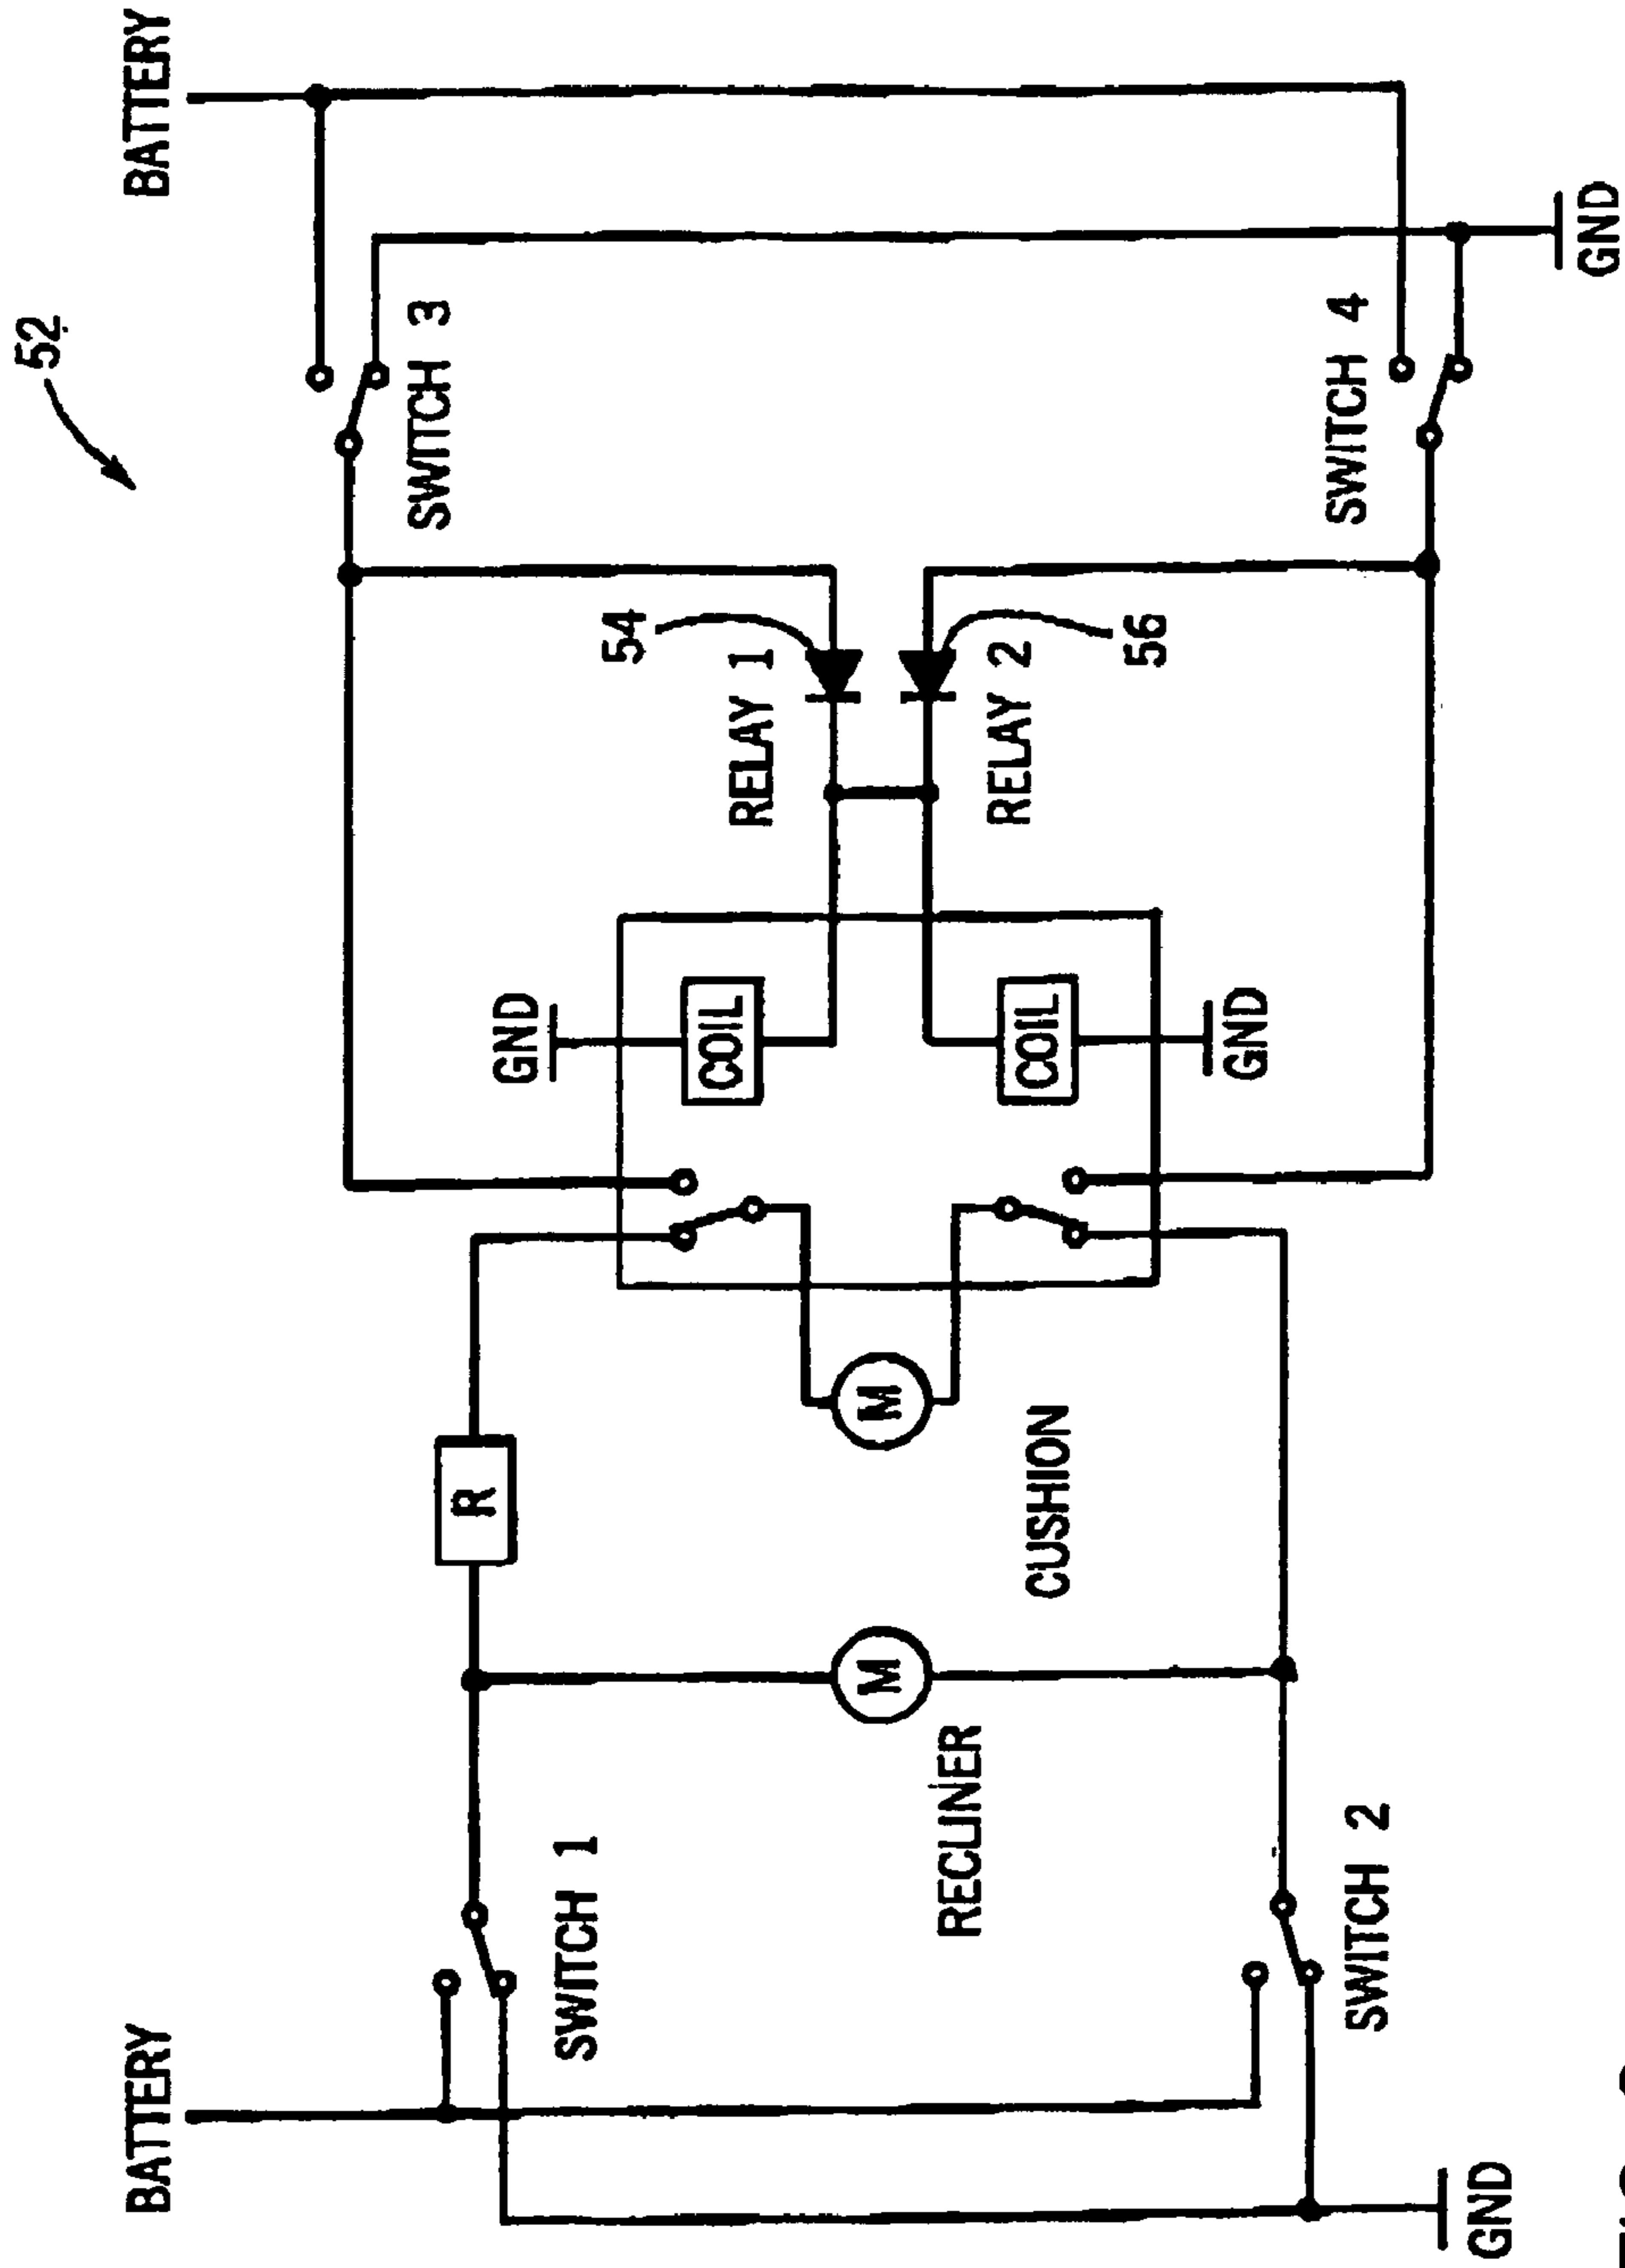 52
BATTERY
BATTERY
SWITCH 3
R
GND
SWITCH 1
54
COIL
RELAY 1
M
M
RECLINER
CUSHION
COIL
RELAY 2
56
GND
SWITCH 4
SWITCH 2
GND
GND